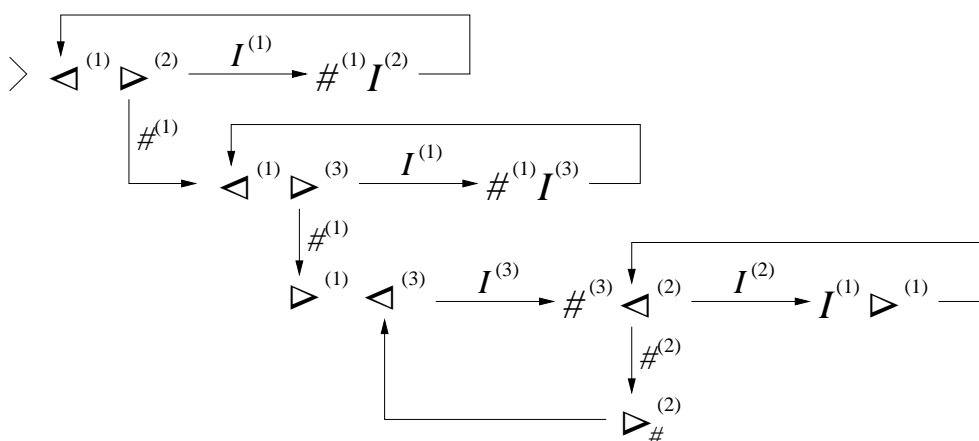 > ◁ (1) ▷ (2) I (1) # (1) I (2)
# (1)
◁ (1) ▷ (3) I (1) # (1) I (3)
# (1)
▷ (1) ◁ (3) I (3) # (3) ◁ (2) I (2) I (1) ▷ (1)
# (2)
▷ # (2)